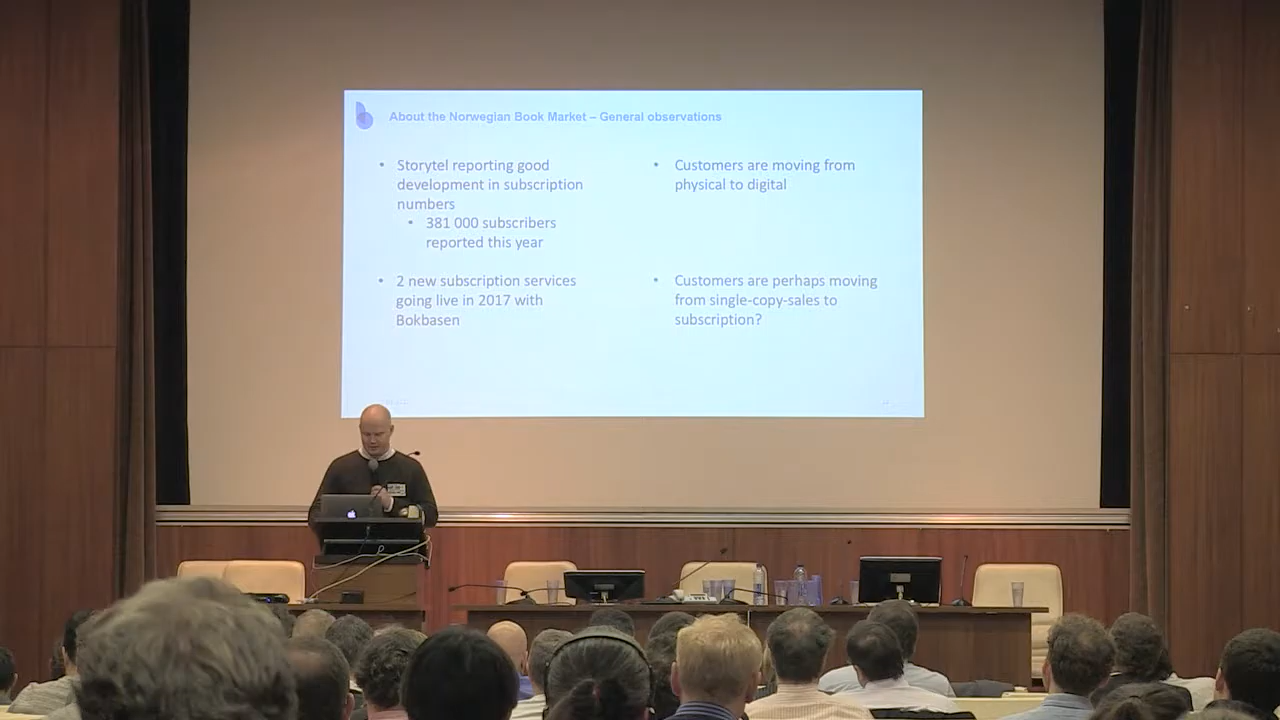 About the Norwegian Book Market – General observations
• Storytel reporting good
development in subscription
numbers
• 381 000 subscribers
reported this year
• 2 new subscription services
going live in 2017 with
Bokbasen
• Customers are moving from
physical to digital
• Customers are perhaps moving
from single-copy-sales to
subscription?